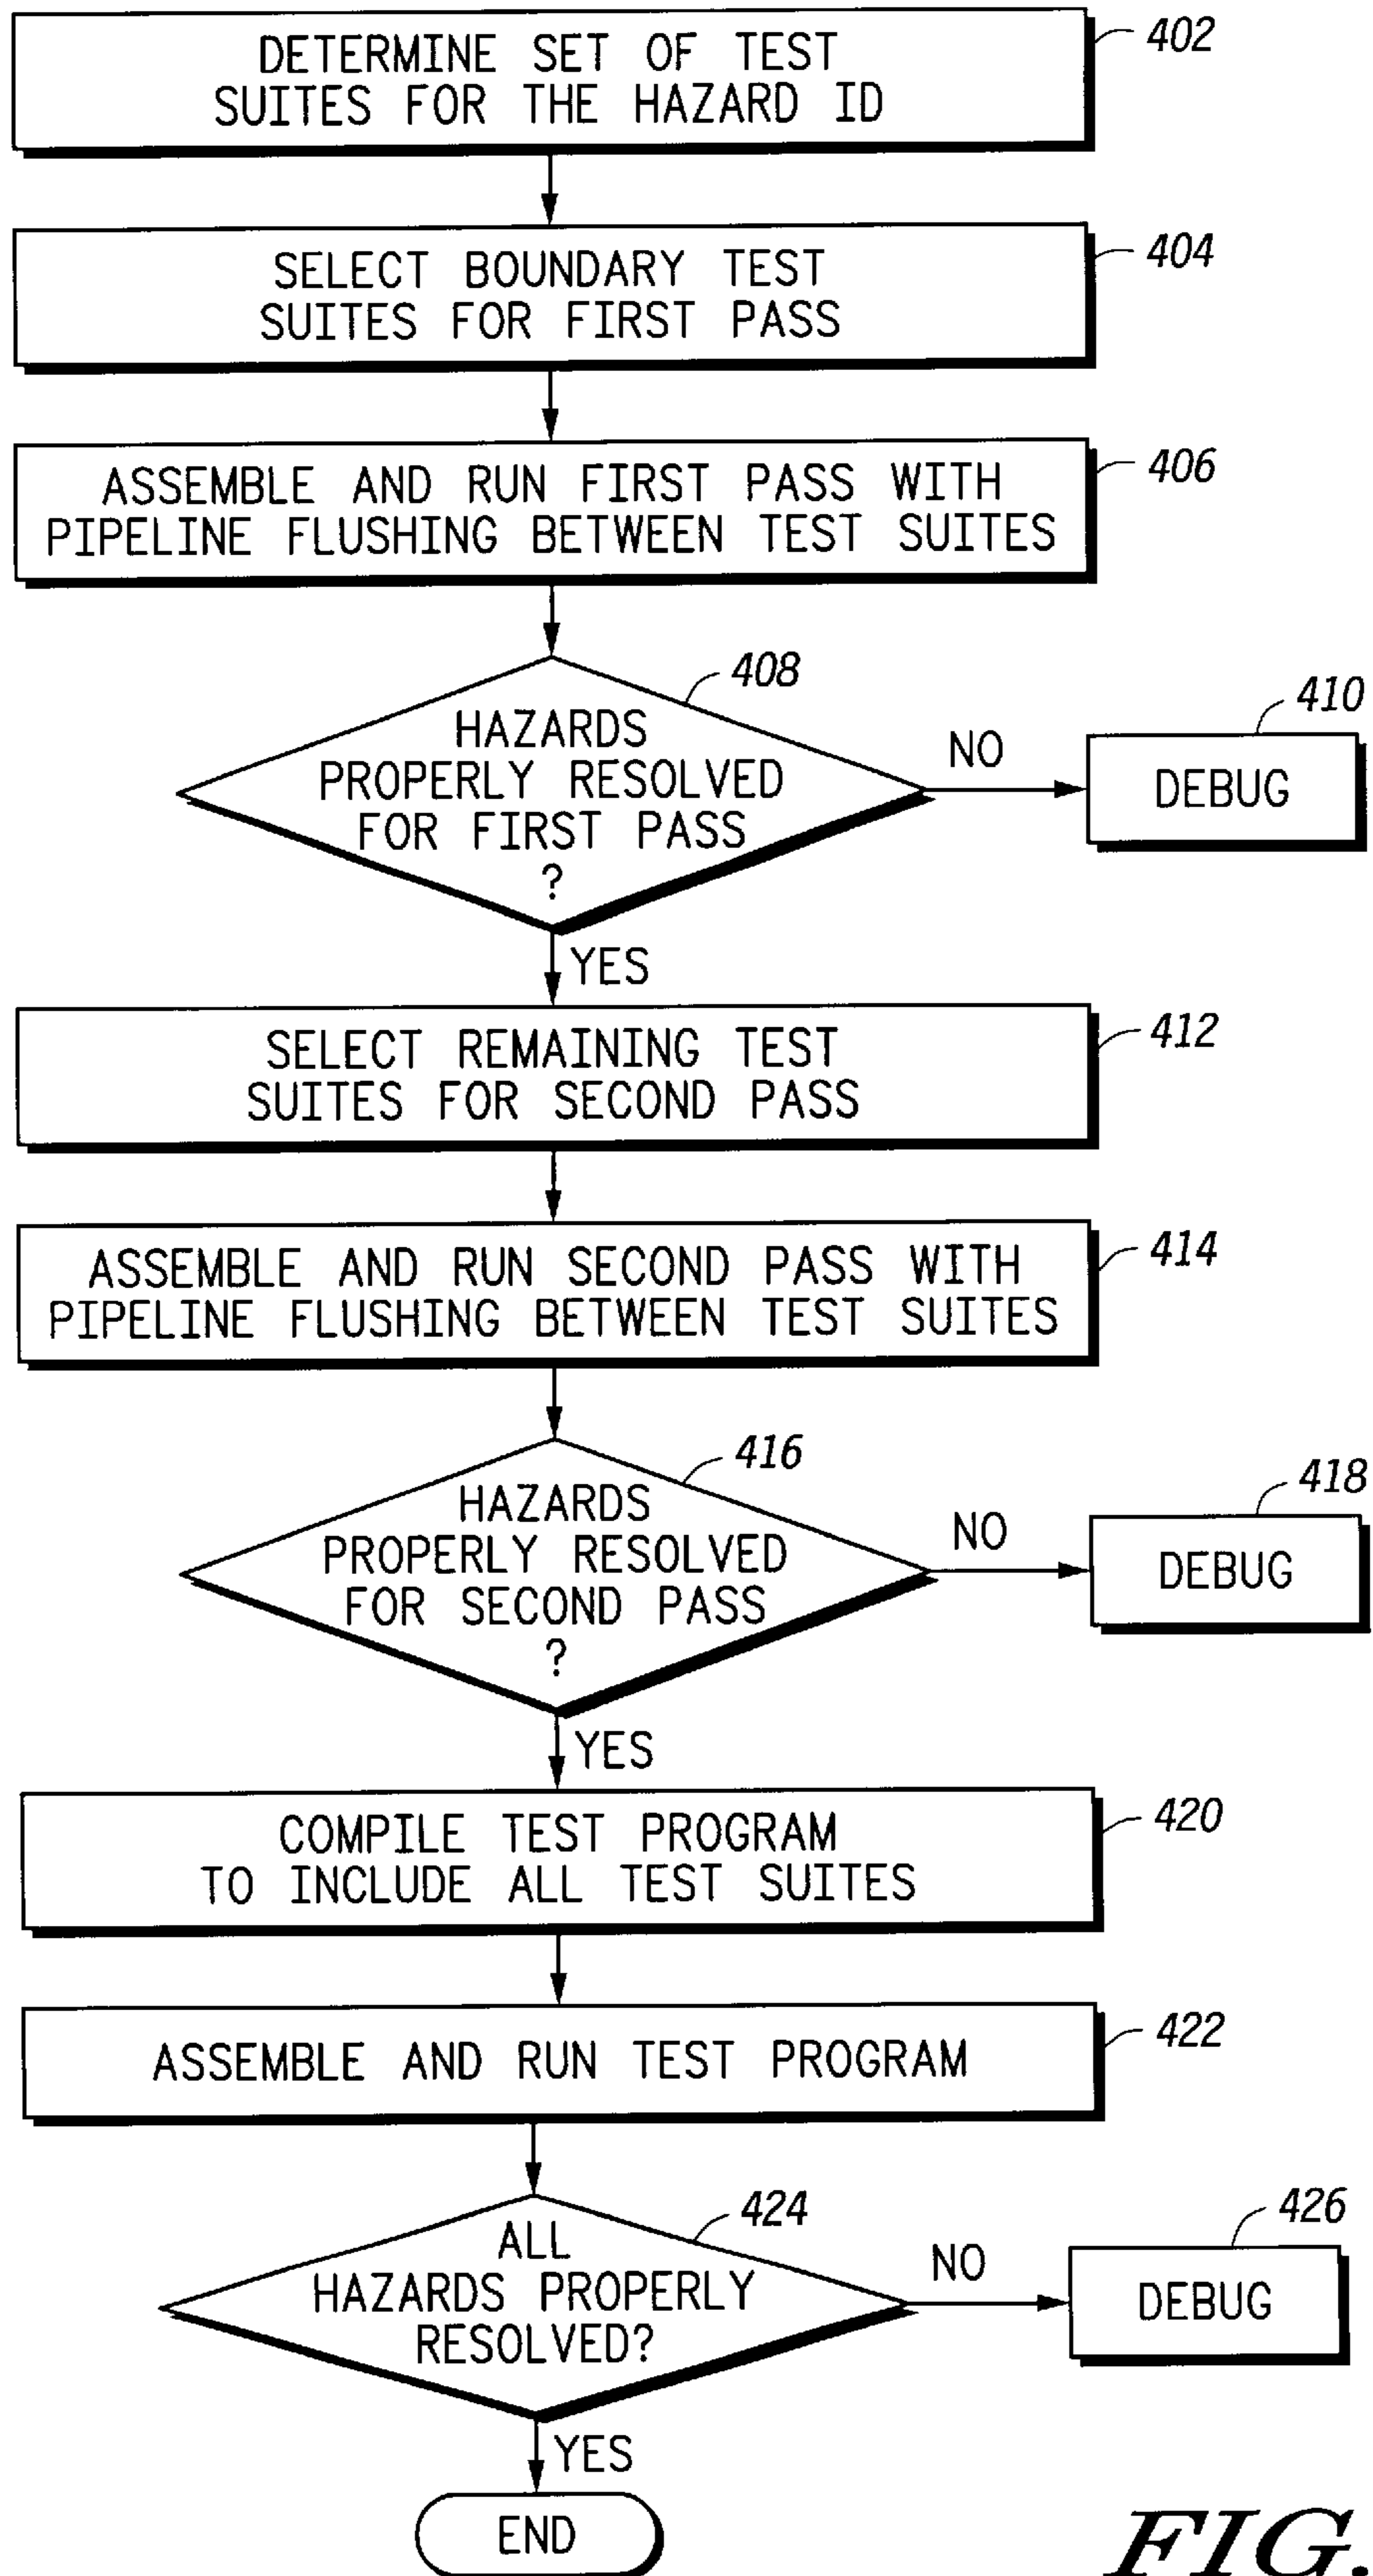 DETERMINE SET OF TEST
SUITES FOR THE HAZARD ID
402
SELECT BOUNDARY TEST
SUITES FOR FIRST PASS
404
ASSEMBLE AND RUN FIRST PASS WITH
PIPELINE FLUSHING BETWEEN TEST SUITES
406
408
HAZARDS
PROPERLY RESOLVED
FOR FIRST PASS
?
NO
410
DEBUG
YES
SELECT REMAINING TEST
SUITES FOR SECOND PASS
412
ASSEMBLE AND RUN SECOND PASS WITH
PIPELINE FLUSHING BETWEEN TEST SUITES
414
416
HAZARDS
PROPERLY RESOLVED
FOR SECOND PASS
?
NO
418
DEBUG
YES
COMPILE TEST PROGRAM
TO INCLUDE ALL TEST SUITES
420
ASSEMBLE AND RUN TEST PROGRAM
422
424
ALL
HAZARDS PROPERLY
RESOLVED?
NO
426
DEBUG
YES
END
FIG.